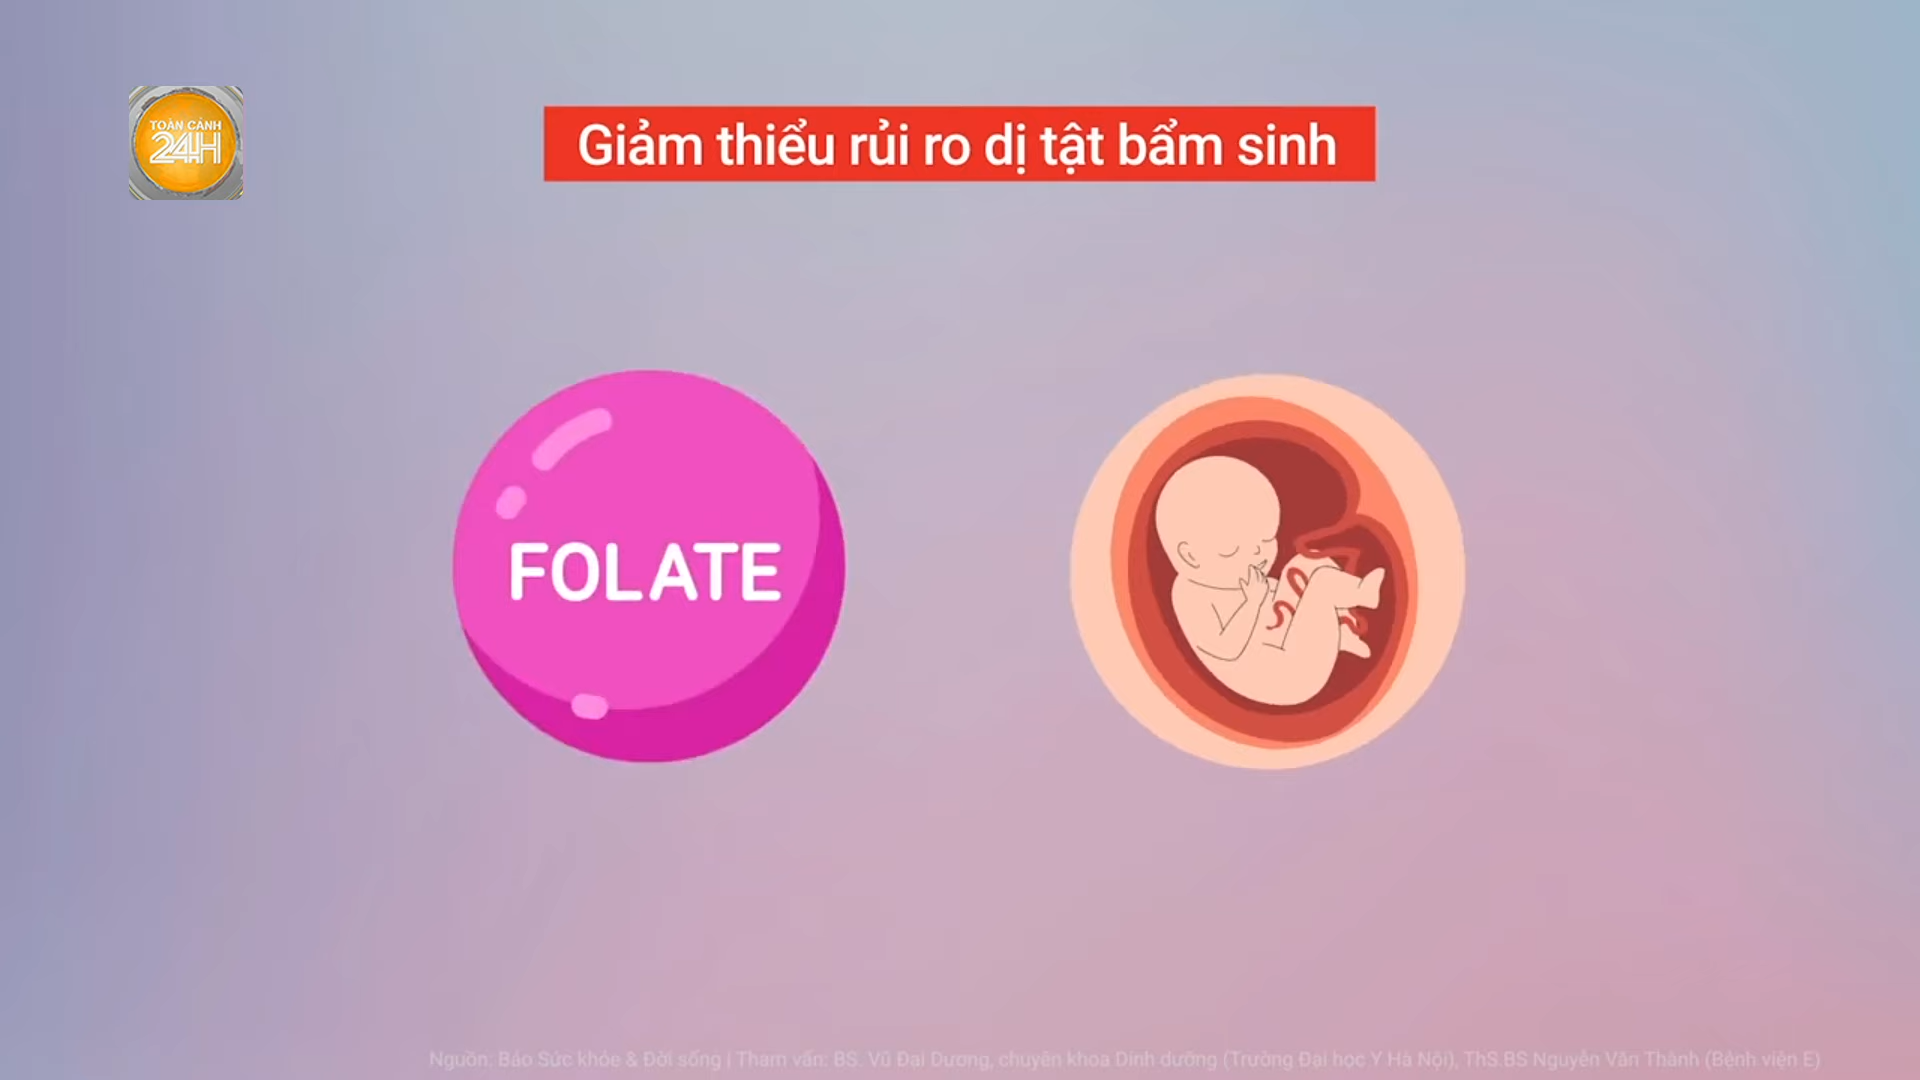 TOÀN CẢNH
24H
Giảm thiểu rủi ro dị tật bẩm sinh
FOLATE
Nguồn: Báo Sức khỏe & Đời sống | Tham vấn: BS. Vũ Đại Dương, chuyên khoa Dinh dưỡng (Trường Đại học Y Hà Nội), ThS.BS Nguyễn Văn Thành (Bệnh viện E)